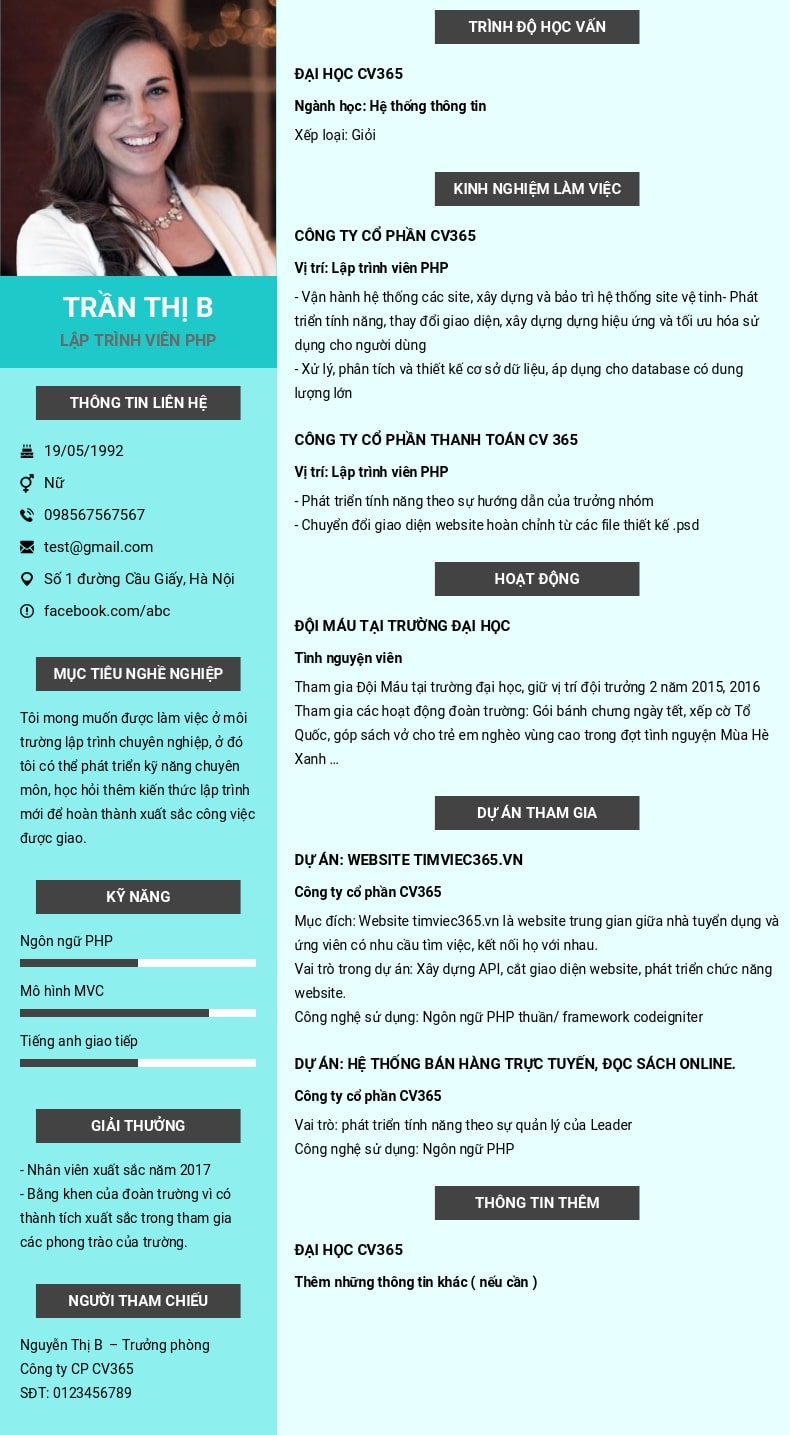 TRẦN THỊ B
LẬP TRÌNH VIÊN PHP
THÔNG TIN LIÊN HỆ
19/05/1992
Nữ
098567567567
test@gmail.com
Số 1 đường Cầu Giấy, Hà Nội
facebook.com/abc
MỤC TIÊU NGHỀ NGHIỆP
Tôi mong muốn được làm việc ở môi
trường lập trình chuyên nghiệp, ở đó
tôi có thể phát triển kỹ năng chuyên
môn, học hỏi thêm kiến thức lập trình
mới để hoàn thành xuất sắc công việc
được giao.
KỸ NĂNG
Ngôn ngữ PHP
Mô hình MVC
Tiếng anh giao tiếp
GIẢI THƯỞNG
- Nhân viên xuất sắc năm 2017
- Bằng khen của đoàn trường vì có
thành tích xuất sắc trong tham gia
các phong trào của trường.
NGƯỜI THAM CHIẾU
Nguyễn Thị B – Trưởng phòng
Công ty CP CV365
SĐT: 0123456789
TRÌNH ĐỘ HỌC VẤN
ĐẠI HỌC CV365
Ngành học: Hệ thống thông tin
Xếp loại: Giỏi
KINH NGHIỆM LÀM VIỆC
CÔNG TY CỔ PHẦN CV365
Vị trí: Lập trình viên PHP
- Vận hành hệ thống các site, xây dựng và bảo trì hệ thống site vệ tinh- Phát
triển tính năng, thay đổi giao diện, xây dựng dựng hiệu ứng và tối ưu hóa sử
dụng cho người dùng
- Xử lý, phân tích và thiết kế cơ sở dữ liệu, áp dụng cho database có dung
lượng lớn
CÔNG TY CỔ PHẦN THANH TOÁN CV 365
Vị trí: Lập trình viên PHP
- Phát triển tính năng theo sự hướng dẫn của trưởng nhóm
- Chuyển đổi giao diện website hoàn chỉnh từ các file thiết kế .psd
HOẠT ĐỘNG
ĐỘI MÁU TẠI TRƯỜNG ĐẠI HỌC
Tình nguyện viên
Tham gia Đội Máu tại trường đại học, giữ vị trí đội trưởng 2 năm 2015, 2016
Tham gia các hoạt động đoàn trường: Gói bánh chưng ngày tết, xếp cờ Tổ
Quốc, góp sách vở cho trẻ em nghèo vùng cao trong đợt tình nguyện Mùa Hè
Xanh ...
DỰ ÁN THAM GIA
DỰ ÁN: WEBSITE TIMVIEC365.VN
Công ty cổ phần CV365
Mục đích: Website timviec365.vn là website trung gian giữa nhà tuyển dụng và
ứng viên có nhu cầu tìm việc, kết nối họ với nhau.
Vai trò trong dự án: Xây dựng API, cắt giao diện website, phát triển chức năng
website.
Công nghệ sử dụng: Ngôn ngữ PHP thuần/ framework codeigniter
DỰ ÁN: HỆ THỐNG BÁN HÀNG TRỰC TUYẾN, ĐỌC SÁCH ONLINE.
Công ty cổ phần CV365
Vai trò: phát triển tính năng theo sự quản lý của Leader
Công nghệ sử dụng: Ngôn ngữ PHP
THÔNG TIN THÊM
ĐẠI HỌC CV365
Thêm những thông tin khác ( nếu cần )